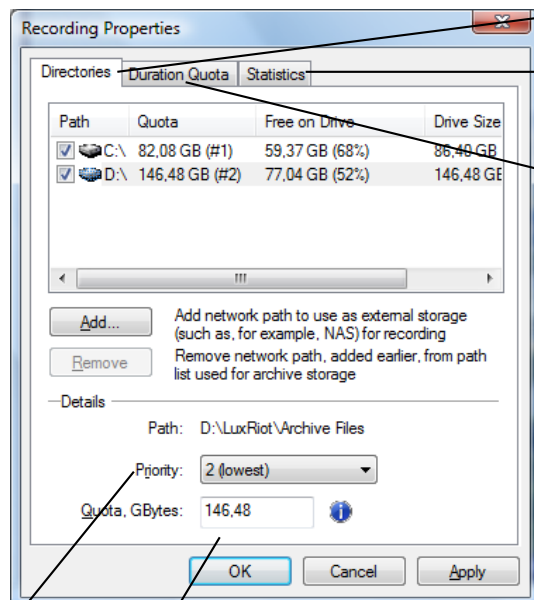 Recording Properties
Directories Duration Quota Statistics
Path Quota Free on Drive Drive Size
C:\ 82,08 GB (#1) 59,37 GB (68%) 86,40 GB
D:\ 146,48 GB (#2) 77,04 GB (52%) 146,48 GE
Add... Add network path to use as external storage
(such as, for example, NAS) for recording
Remove Remove network path, added earlier, from path
list used for archive storage
Details
Path: D:\LuxRiot\Archive Files
Priority: 2 (lowest)
Quota, GBytes: 146,48
OK Cancel Apply